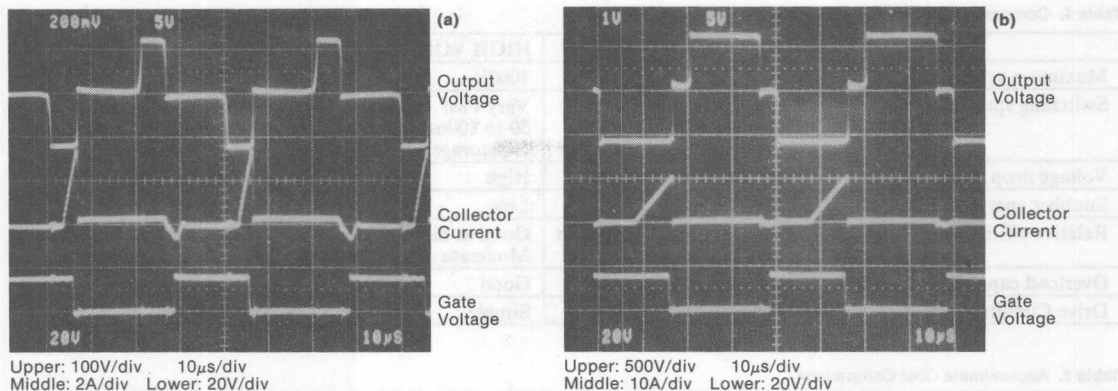 200mV 5V
(a)
Output
Voltage
Collector
Current
Gate
Voltage
20V 10µS
Upper: 100V/div 10µs/div
Middle: 2A/div Lower: 20V/div
1V 5V
(b)
Output
Voltage
Collector
Current
Gate
Voltage
20V 10µS
Upper: 500V/div 10µs/div
Middle: 10A/div Lower: 20V/div